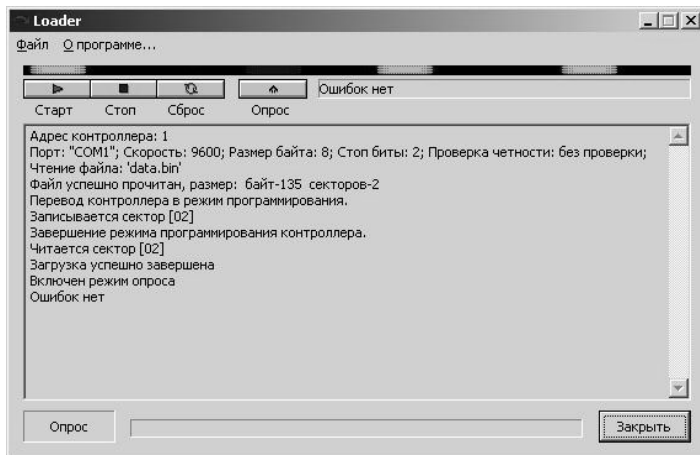 Loader
Файл О программе...
Ошибок нет
Старт Стоп Сброс Опрос
Адрес контроллера: 1
Порт: "COM1"; Скорость: 9600; Размер байта: 8; Стоп биты: 2; Проверка четности: без проверки;
Чтение файла: 'data.bin'
Файл успешно прочитан, размер: байт-135 секторов-2
Перевод контроллера в режим программирования.
Записывается сектор [02]
Завершение режима программирования контроллера.
Читается сектор [02]
Загрузка успешно завершена
Включен режим опроса
Ошибок нет
Опрос Закрыть